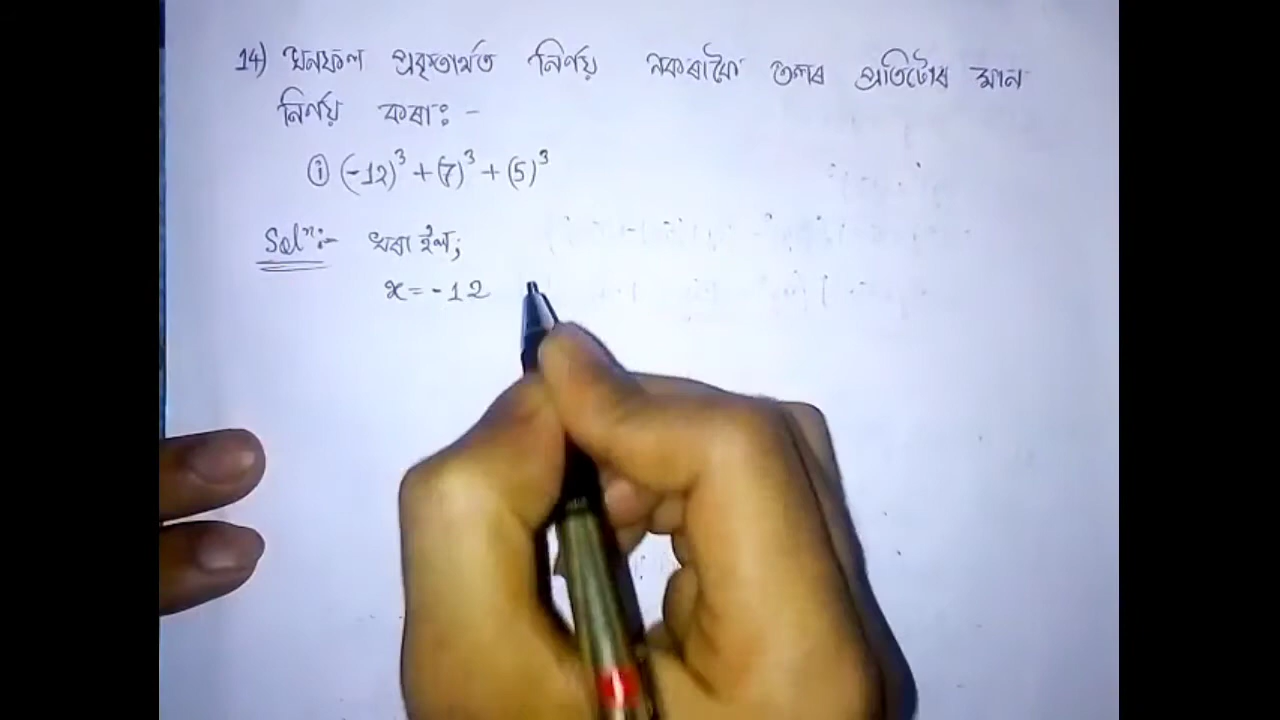 14) ঘনফল প্ৰকৃতাৰ্থত নিৰ্ণয় নকৰাকৈ তলৰ প্ৰতিটোৰ মান
নিৰ্ণয় কৰা:-
(i) (-12)³ + (7)³ + (5)³
Solⁿ:- ধৰা হ'ল;
x = -12